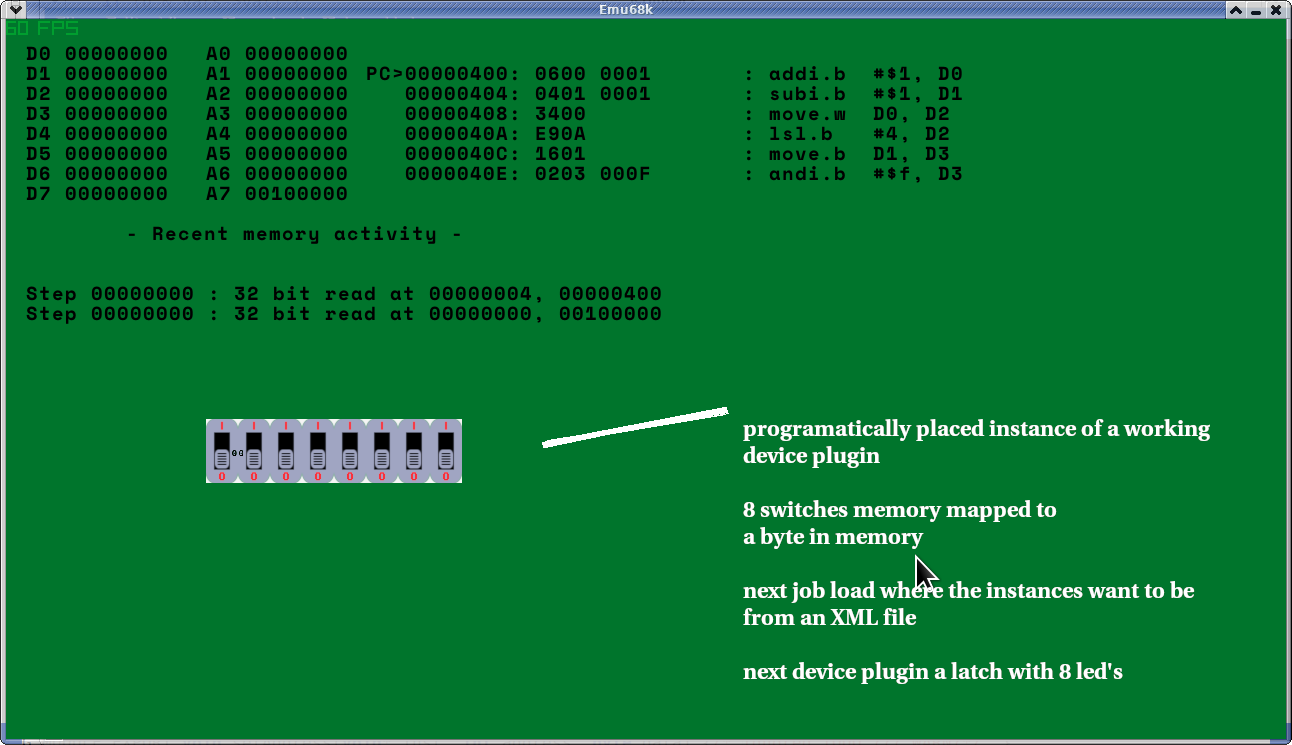 Emu68k
60 FPS
D0 00000000 A0 00000000
D1 00000000 A1 00000000 PC>00000400: 0600 0001 : addi.b #$1, D0
D2 00000000 A2 00000000 00000404: 0401 0001 : subi.b #$1, D1
D3 00000000 A3 00000000 00000408: 3400 : move.w D0, D2
D4 00000000 A4 00000000 0000040A: E90A : lsl.b #4, D2
D5 00000000 A5 00000000 0000040C: 1601 : move.b D1, D3
D6 00000000 A6 00000000 0000040E: 0203 000F : andi.b #$f, D3
D7 00000000 A7 00100000
- Recent memory activity -
Step 00000000 : 32 bit read at 00000004, 00000400
Step 00000000 : 32 bit read at 00000000, 00100000
I I I I I I I I
00
0 0 0 0 0 0 0 0
programatically placed instance of a working
device plugin
8 switches memory mapped to
a byte in memory
next job load where the instances want to be
from an XML file
next device plugin a latch with 8 led's